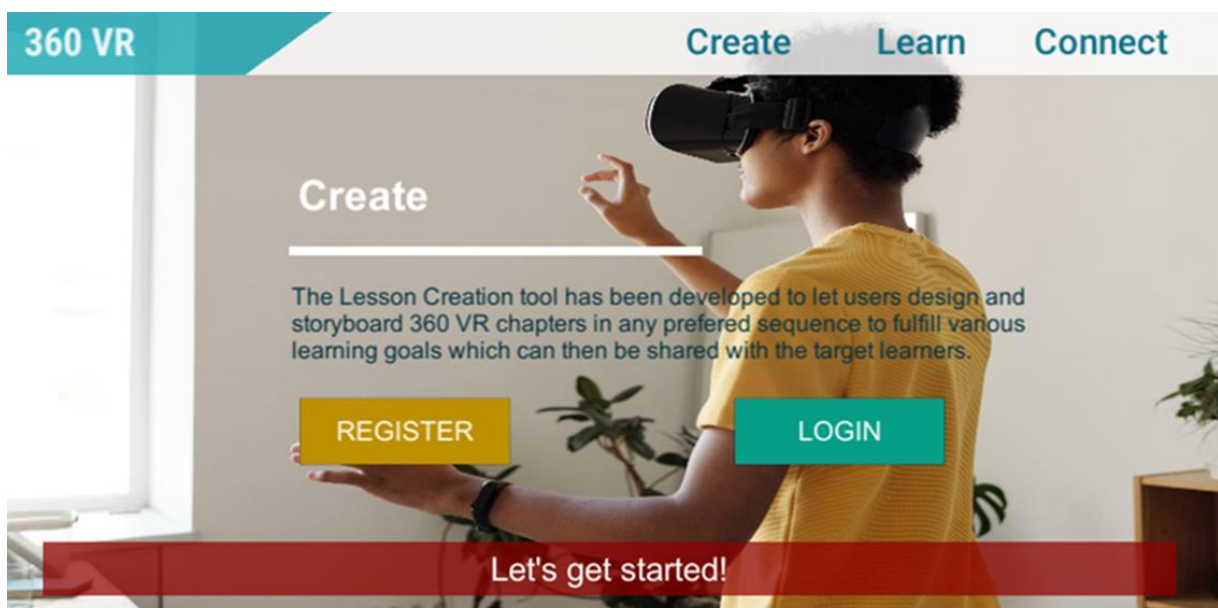 360 VR
Create Learn Connect
Create
The Lesson Creation tool has been developed to let users design and
storyboard 360 VR chapters in any prefered sequence to fulfill various
learning goals which can then be shared with the target learners.
REGISTER
LOGIN
Let's get started!